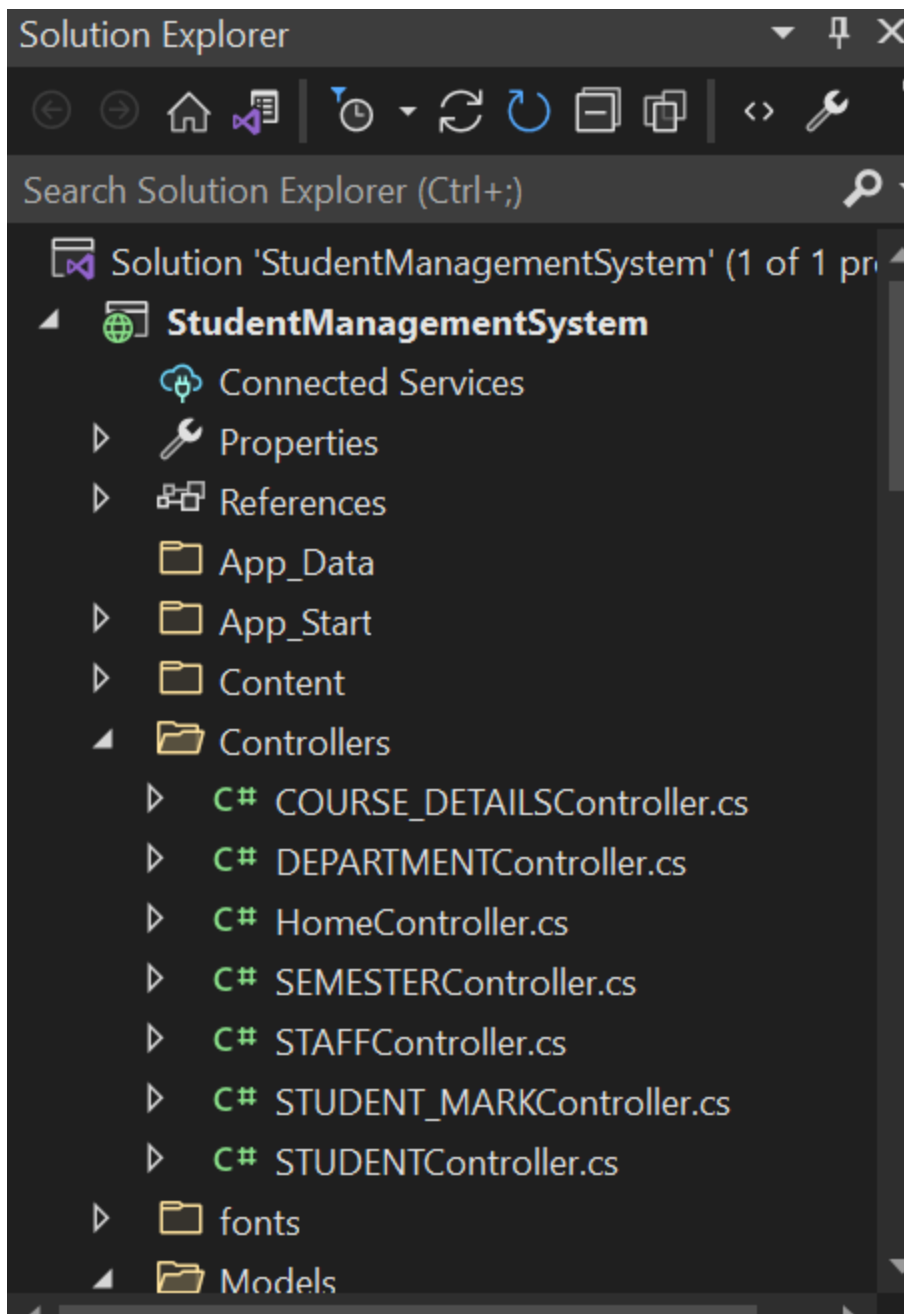 Solution Explorer
Search Solution Explorer (Ctrl+;)
Solution 'StudentManagementSystem' (1 of 1 pr
StudentManagementSystem
Connected Services
Properties
References
App_Data
App_Start
Content
Controllers
C# COURSE_DETAILSController.cs
C# DEPARTMENTController.cs
C# HomeController.cs
C# SEMESTERController.cs
C# STAFFController.cs
C# STUDENT_MARKController.cs
C# STUDENTController.cs
fonts
Models